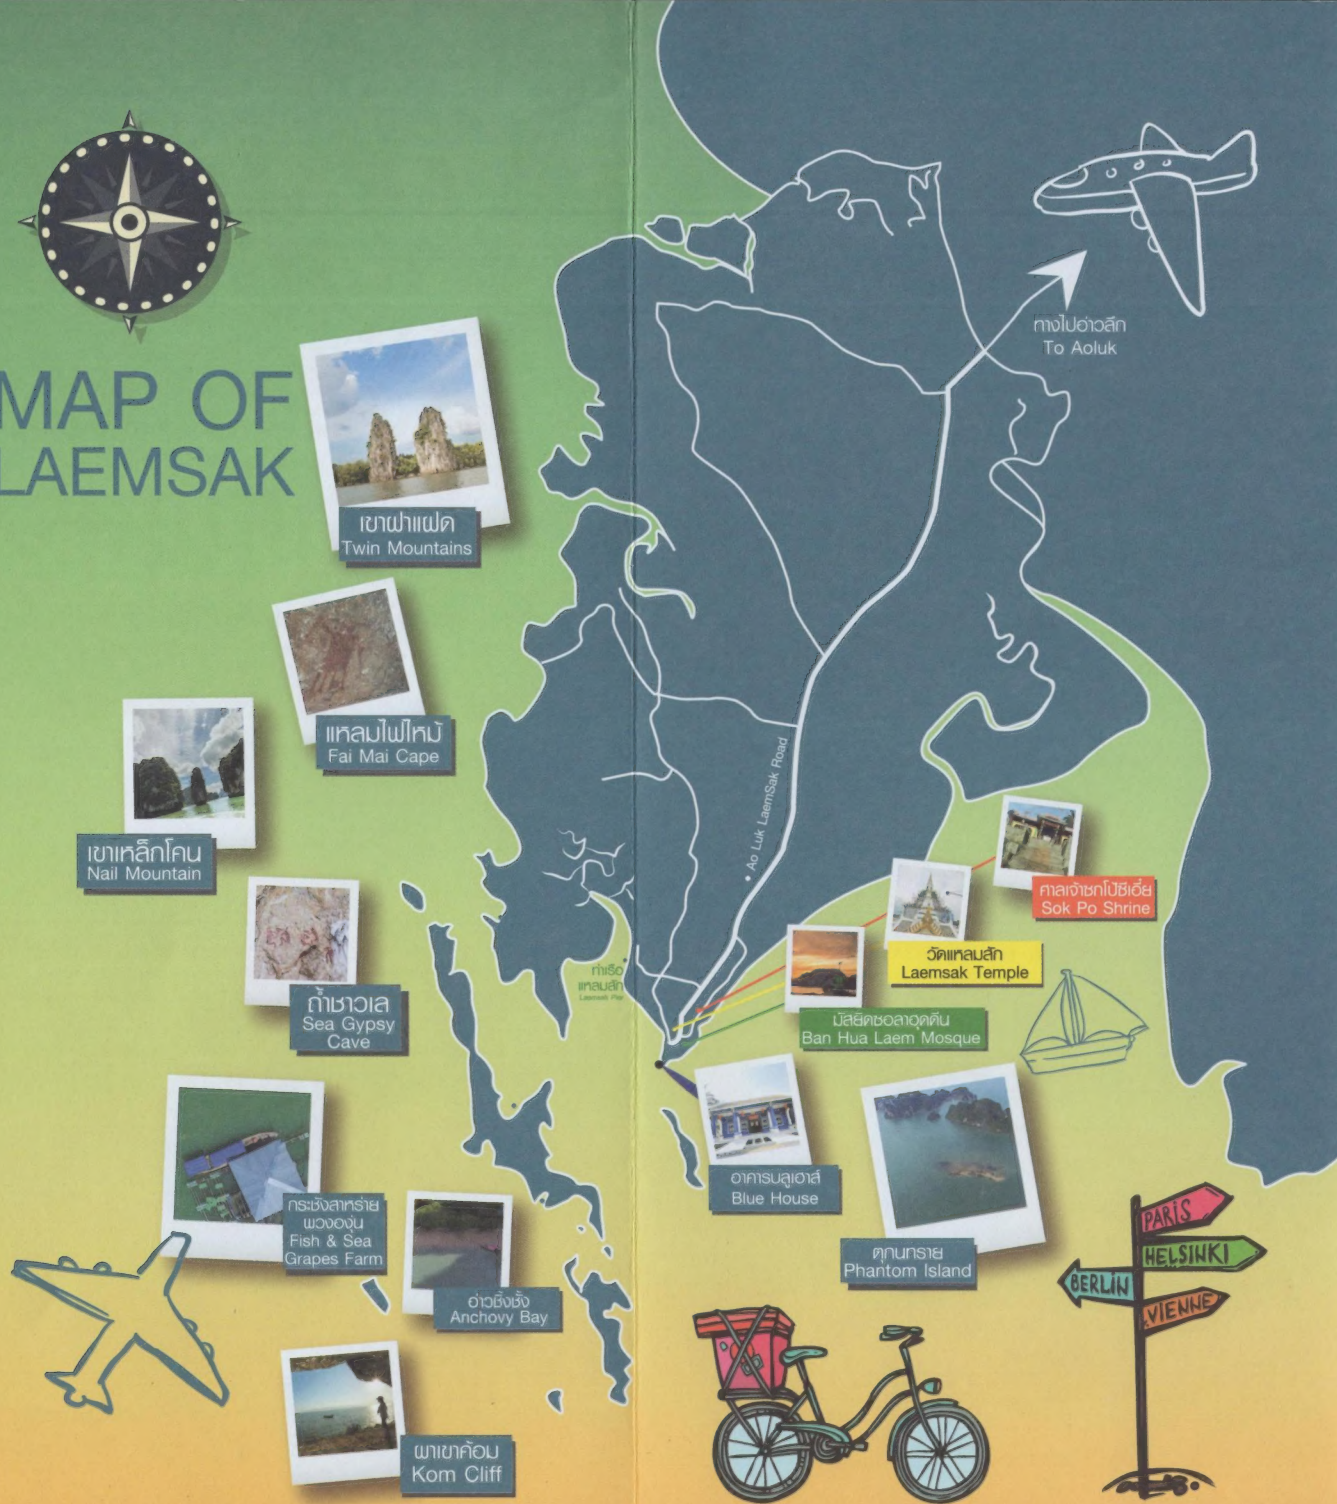 MAP OF
LAEMSAK
ทางไปอ่าวลึก
To Aoluk
เขาฝาแฝด
Twin Mountains
แหลมไฟไหม้
Fai Mai Cape
เขาเหล็กโคน
Nail Mountain
• Ao Luk LaemSak Road
ศาลเจ้าซกโป้ซีเอี้ย
Sok Po Shrine
วัดแหลมสัก
Laemsak Temple
ท่าเรือ
แหลมสัก
Laemsak Pier
ถ้ำชาวเล
Sea Gypsy
Cave
มัสยิดซอลาอุดดีน
Ban Hua Laem Mosque
อาคารบลูเฮาส์
Blue House
กระชังสาหร่าย
พวงองุ่น
Fish & Sea
Grapes Farm
ตุกนทราย
Phantom Island
อ่าวชิ้งชั้ง
Anchovy Bay
PARIS
HELSINKI
BERLIN
VIENNE
ผาเขาค้อม
Kom Cliff